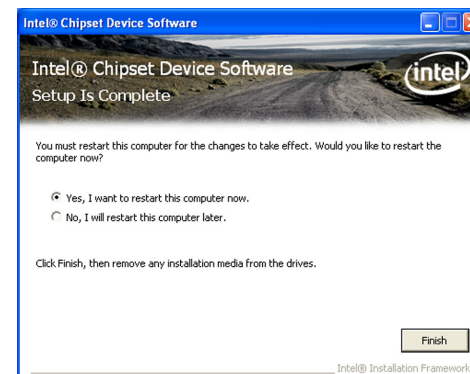 Intel® Chipset Device Software
Intel® Chipset Device Software
Setup Is Complete
intel
You must restart this computer for the changes to take effect. Would you like to restart the
computer now?
Yes, I want to restart this computer now.
No, I will restart this computer later.
Click Finish, then remove any installation media from the drives.
Finish
Intel® Installation Framework